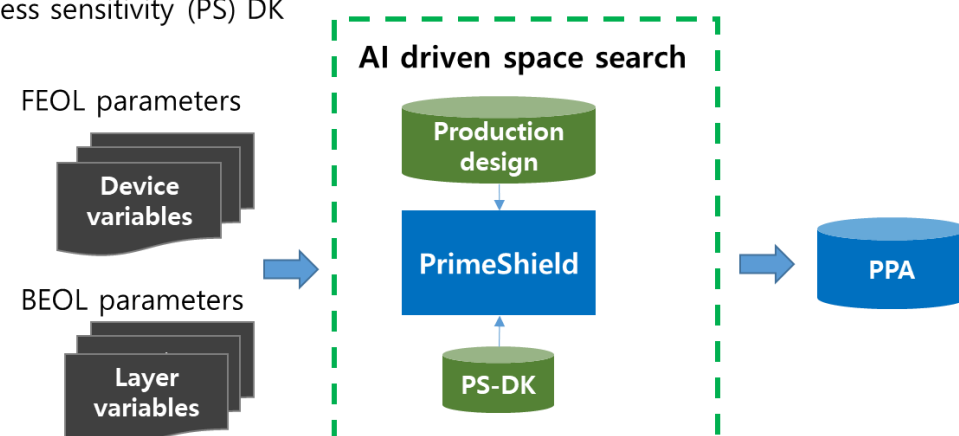 sensitivity (PS) DK
AI driven space search
FEOL parameters
Device
variables
Production
design
PrimeShield
PPA
BEOL parameters
Layer
variables
PS-DK